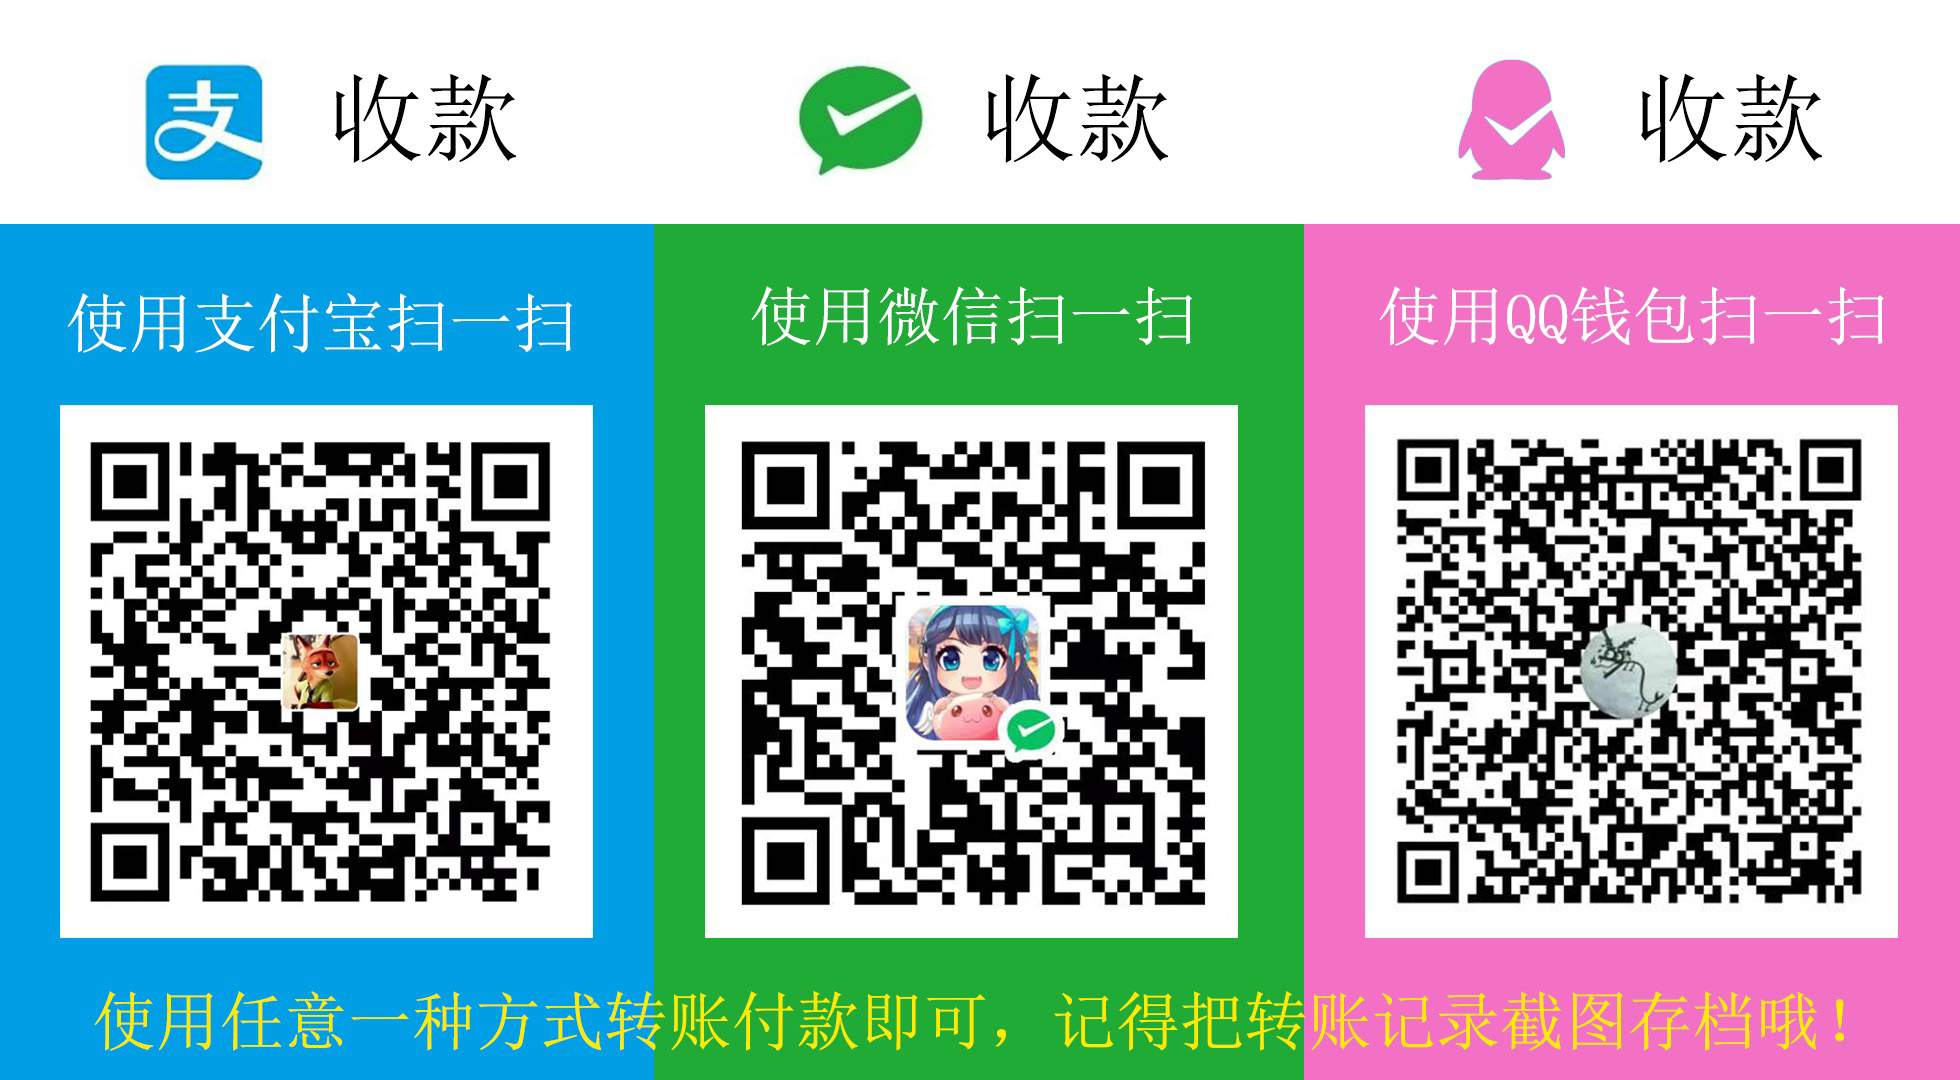 支 收款
收款
收款
使用支付宝扫一扫
使用微信扫一扫
使用QQ钱包扫一扫
使用任意一种方式转账付款即可，记得把转账记录截图存档哦！